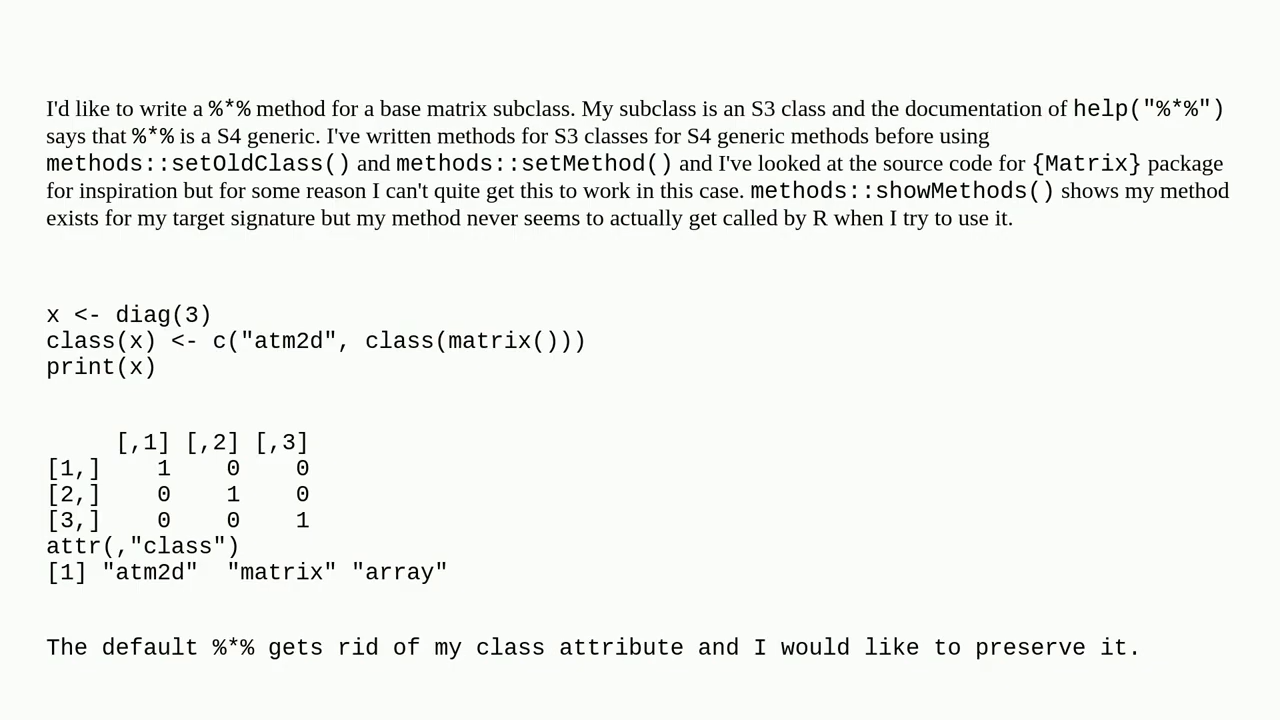 I'd like to write a %*% method for a base matrix subclass. My subclass is an S3 class and the documentation of help("%*%")
says that %*% is a S4 generic. I've written methods for S3 classes for S4 generic methods before using
methods::setOldClass() and methods::setMethod() and I've looked at the source code for {Matrix} package
for inspiration but for some reason I can't quite get this to work in this case. methods::showMethods() shows my method
exists for my target signature but my method never seems to actually get called by R when I try to use it.
x <- diag(3)
class(x) <- c("atm2d", class(matrix()))
print(x)
     [,1] [,2] [,3]
[1,]    1    0    0
[2,]    0    1    0
[3,]    0    0    1
attr(,"class")
[1] "atm2d"  "matrix" "array"
The default %*% gets rid of my class attribute and I would like to preserve it.